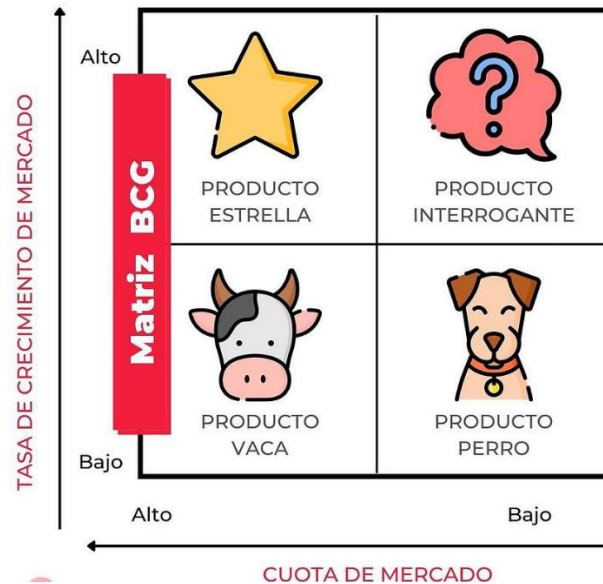 TASA DE CRECIMIENTO DE MERCADO
Alto
Matriz BCG
PRODUCTO
ESTRELLA
?
PRODUCTO
INTERROGANTE
PRODUCTO
VACA
PRODUCTO
PERRO
Bajo
Alto
Bajo
CUOTA DE MERCADO